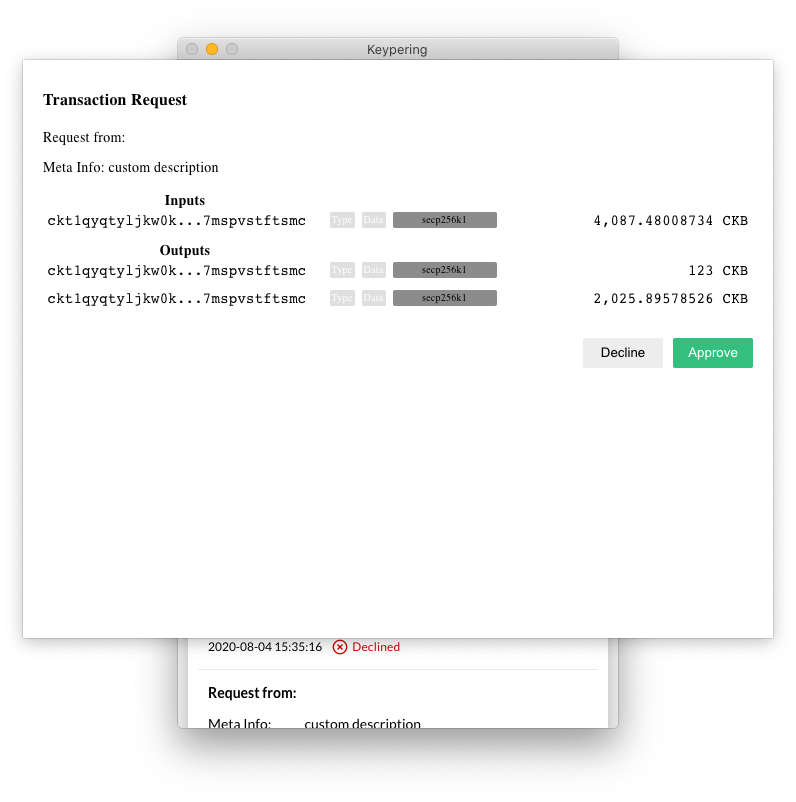 Keypering
Transaction Request
Request from:
Meta Info: custom description
Inputs
ckt1qyqtyljkw0k...7mspvstftsmc Type Data secp256k1 4,087.48008734 CKB
Outputs
ckt1qyqtyljkw0k...7mspvstftsmc Type Data secp256k1 123 CKB
ckt1qyqtyljkw0k...7mspvstftsmc Type Data secp256k1 2,025.89578526 CKB
Decline Approve
2020-08-04 15:35:16 Declined
Request from:
Meta Info: custom description